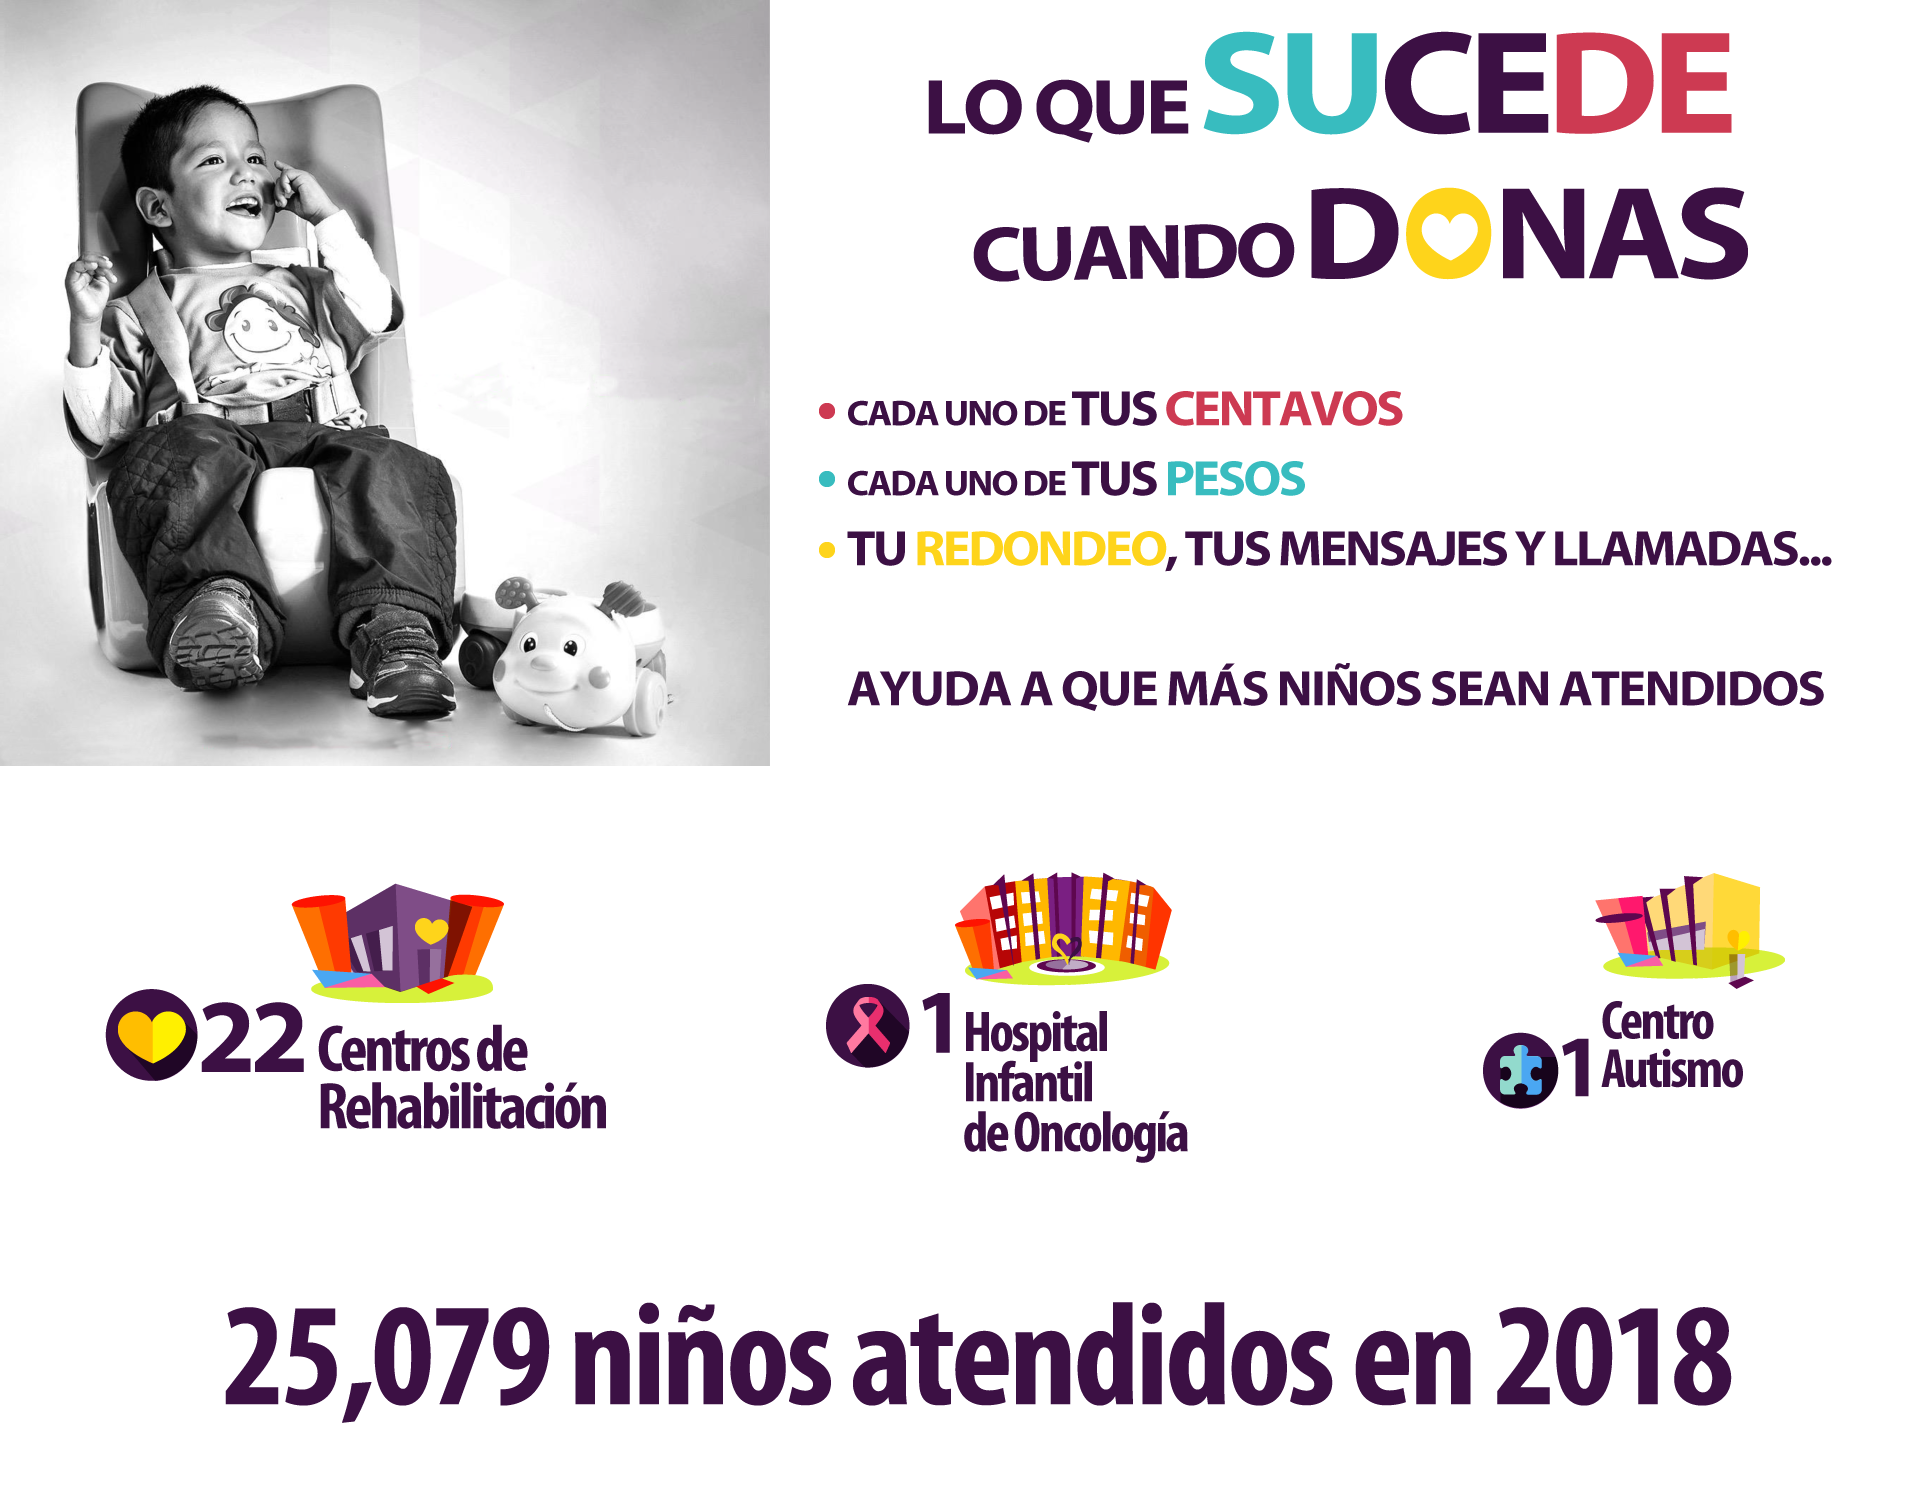 LO QUE SUCEDE
CUANDO DONAS
• CADA UNO DE TUS CENTAVOS
• CADA UNO DE TUS PESOS
• TU REDONDEO, TUS MENSAJES Y LLAMADAS...
AYUDA A QUE MÁS NIÑOS SEAN ATENDIDOS
22 Centros de
Rehabilitación
1 Hospital
Infantil
de Oncología
1 Centro
Autismo
25,079 niños atendidos en 2018